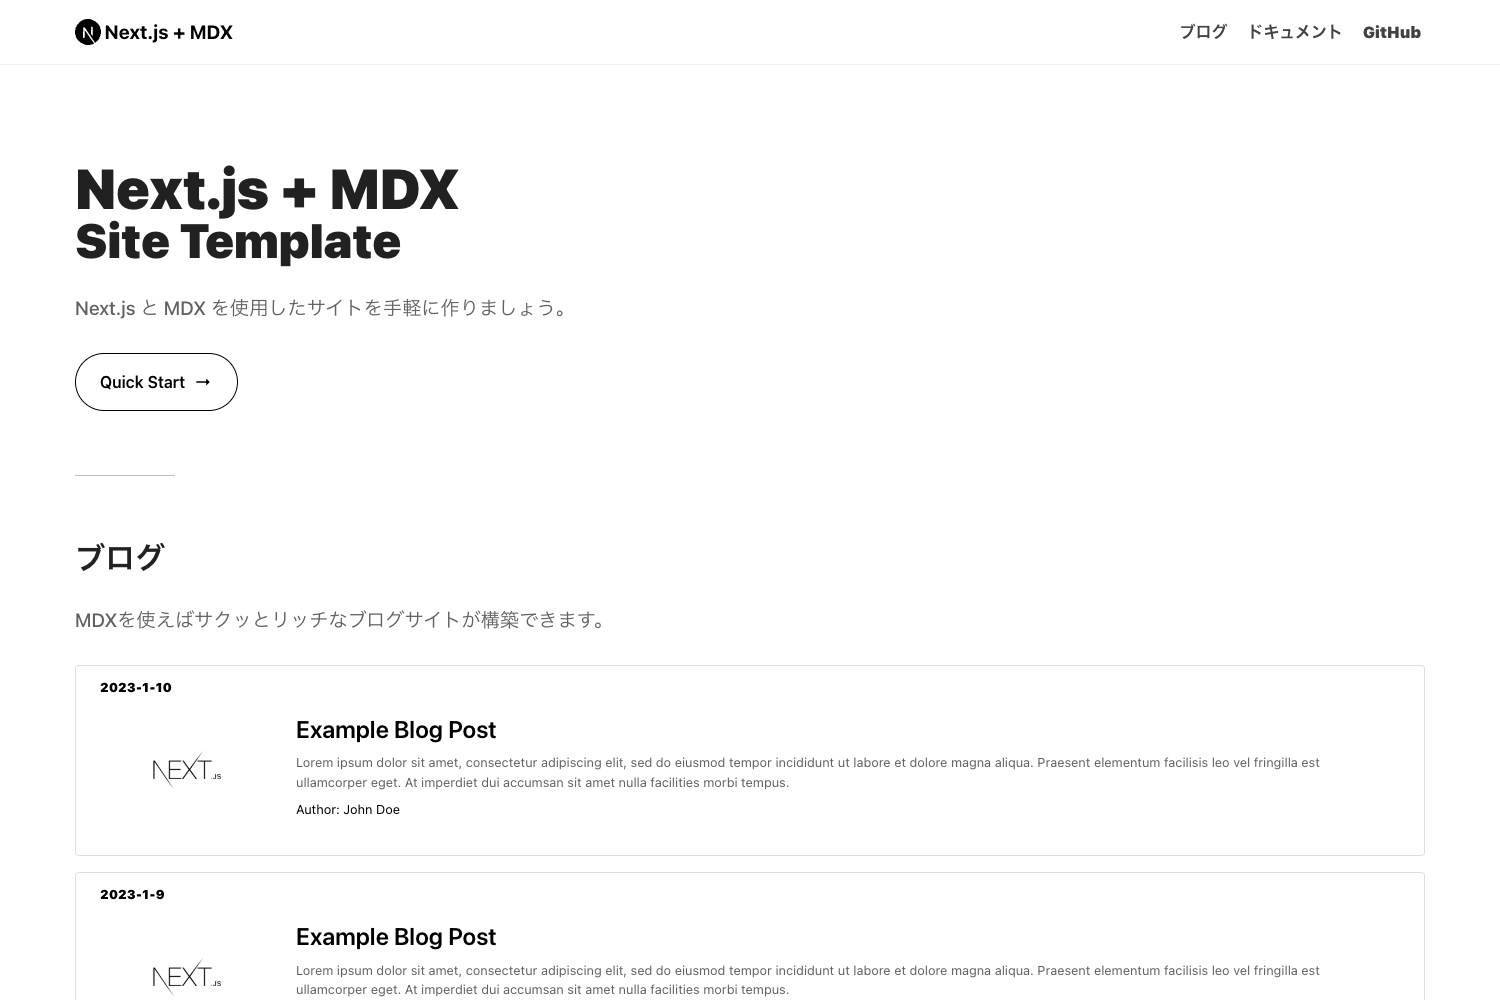 N Next.js + MDX
ブログ ドキュメント GitHub
Next.js + MDX
Site Template
Next.js と MDX を使用したサイトを手軽に作りましょう。
Quick Start →
ブログ
MDXを使えばサクッとリッチなブログサイトが構築できます。
2023-1-10
NEXT.JS
Example Blog Post
Lorem ipsum dolor sit amet, consectetur adipiscing elit, sed do eiusmod tempor incididunt ut labore et dolore magna aliqua. Praesent elementum facilisis leo vel fringilla est
ullamcorper eget. At imperdiet dui accumsan sit amet nulla facilities morbi tempus.
Author: John Doe
2023-1-9
NEXT.JS
Example Blog Post
Lorem ipsum dolor sit amet, consectetur adipiscing elit, sed do eiusmod tempor incididunt ut labore et dolore magna aliqua. Praesent elementum facilisis leo vel fringilla est
ullamcorper eget. At imperdiet dui accumsan sit amet nulla facilities morbi tempus.